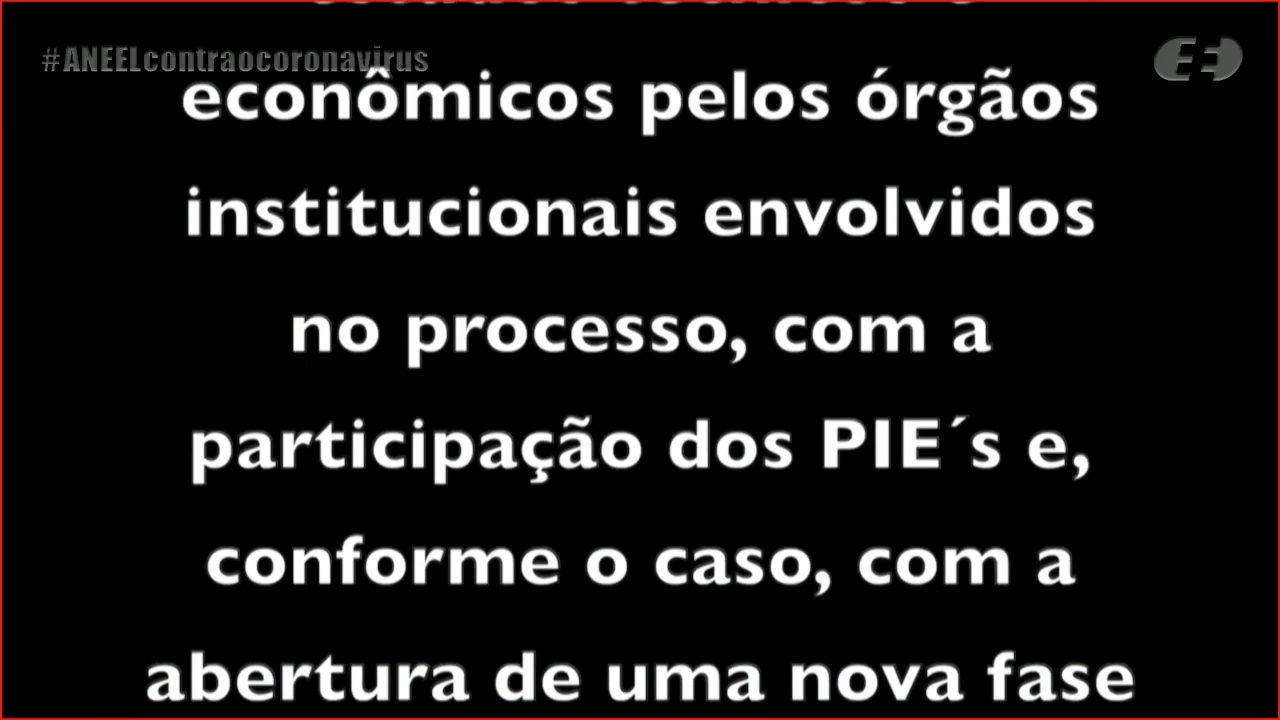 #ANEELcontraocoronavirus
econômicos pelos órgãos
institucionais envolvidos
no processo, com a
participação dos PIE´s e,
conforme o caso, com a
abertura de uma nova fase